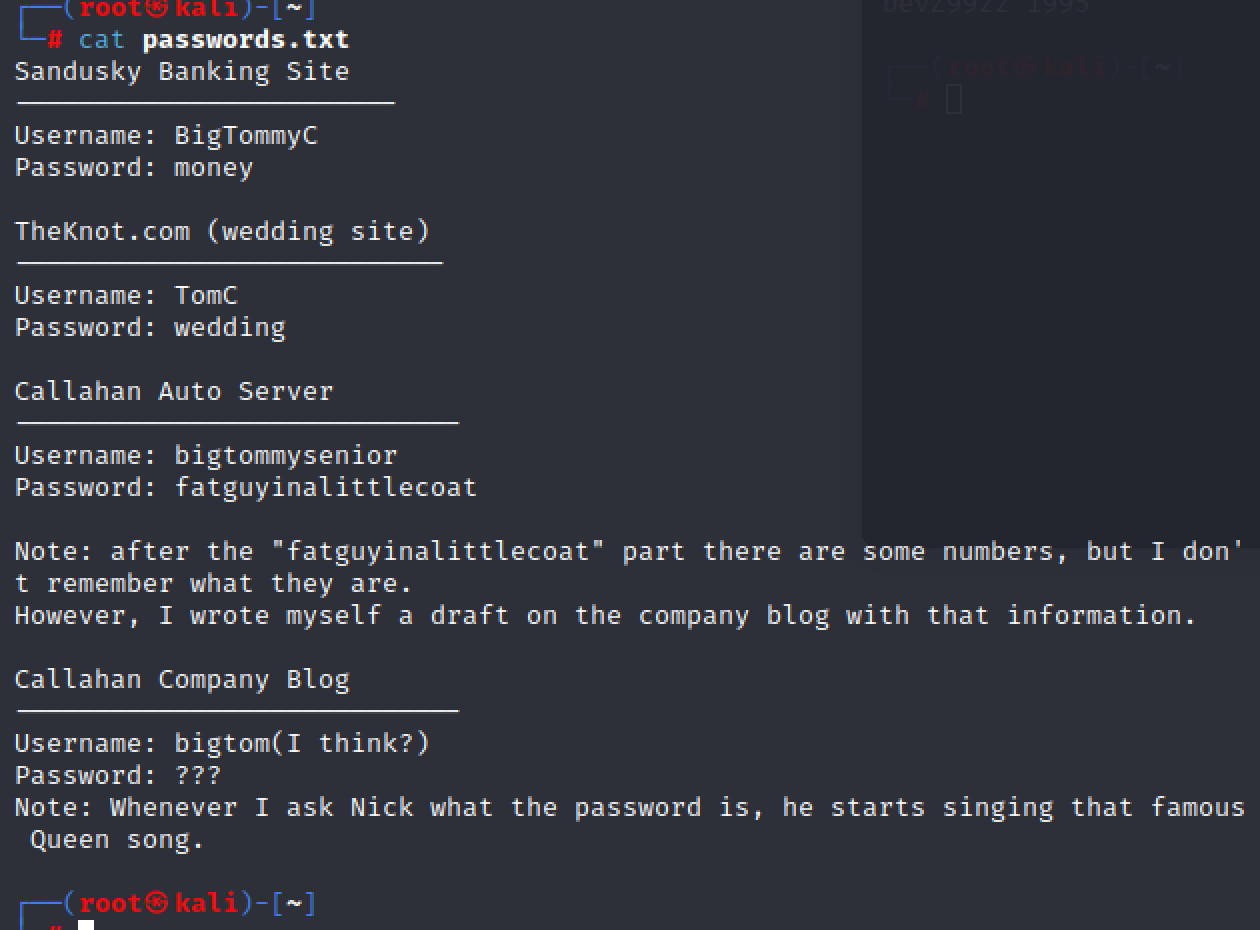 ┌──(root㉿kali)-[~]
└─# cat passwords.txt
Sandusky Banking Site
Username: BigTommyC
Password: money
TheKnot.com (wedding site)
Username: TomC
Password: wedding
Callahan Auto Server
Username: bigtommysenior
Password: fatguyinalittlecoat
Note: after the "fatguyinalittlecoat" part there are some numbers, but I don'
t remember what they are.
However, I wrote myself a draft on the company blog with that information.
Callahan Company Blog
Username: bigtom(I think?)
Password: ???
Note: Whenever I ask Nick what the password is, he starts singing that famous
 Queen song.
┌──(root㉿kali)-[~]
└─#
1995
┌──(root㉿kali)-[~]
└─#